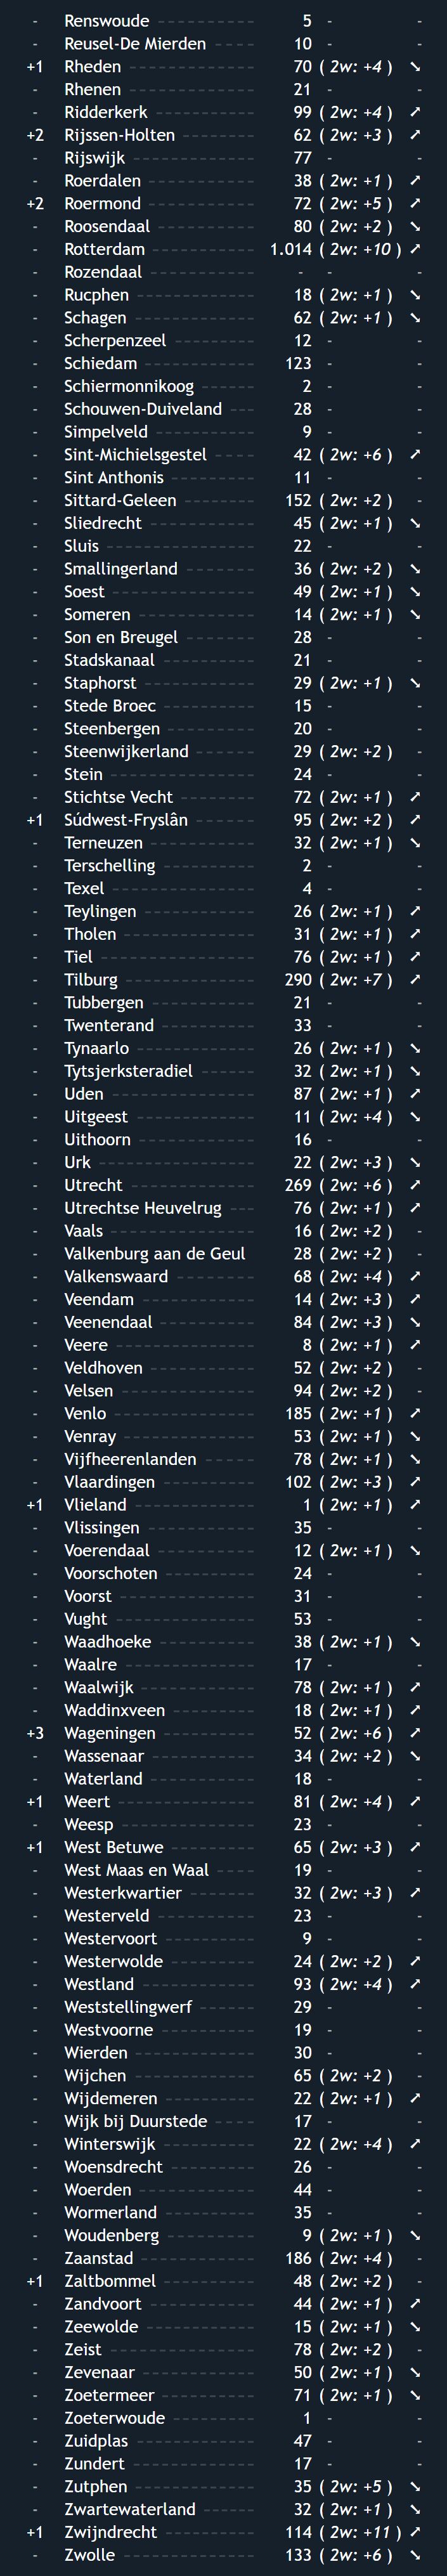 - Renswoude ----------- 5 - -
- Reusel-De Mierden ----- 10 - -
+1 Rheden ------------- 70 ( 2w: +4 ) ➘
- Rhenen ------------- 21 - -
- Ridderkerk ----------- 99 ( 2w: +4 ) ➚
+2 Rijssen-Holten -------- 62 ( 2w: +3 ) ➚
- Rijswijk ------------- 77 - -
- Roerdalen ----------- 38 ( 2w: +1 ) ➚
+2 Roermond ----------- 72 ( 2w: +5 ) ➚
- Roosendaal ---------- 80 ( 2w: +2 ) ➘
- Rotterdam ----------- 1.014 ( 2w: +10 ) ➚
- Rozendaal ----------- - - -
- Rucphen ------------ 18 ( 2w: +1 ) ➘
- Schagen ------------ 62 ( 2w: +1 ) ➘
- Scherpenzeel --------- 12 - -
- Schiedam ------------ 123 - -
- Schiermonnikoog ------ 2 - -
- Schouwen-Duiveland --- 28 - -
- Simpelveld ----------- 9 - -
- Sint-Michielsgestel ----- 42 ( 2w: +6 ) ➚
- Sint Anthonis --------- 11 - -
- Sittard-Geleen -------- 152 ( 2w: +2 ) -
- Sliedrecht ----------- 45 ( 2w: +1 ) ➘
- Sluis --------------- 22 - -
- Smallingerland -------- 36 ( 2w: +2 ) ➘
- Soest --------------- 49 ( 2w: +1 ) ➘
- Someren ------------ 14 ( 2w: +1 ) ➘
- Son en Breugel -------- 28 - -
- Stadskanaal ---------- 21 - -
- Staphorst ----------- 29 ( 2w: +1 ) ➘
- Stede Broec ---------- 15 - -
- Steenbergen ---------- 20 - -
- Steenwijkerland ------- 29 ( 2w: +2 ) -
- Stein --------------- 24 - -
- Stichtse Vecht -------- 72 ( 2w: +1 ) ➚
+1 Súdwest-Fryslân ------- 95 ( 2w: +2 ) ➚
- Terneuzen ----------- 32 ( 2w: +1 ) ➘
- Terschelling ---------- 2 - -
- Texel --------------- 4 - -
- Teylingen ------------ 26 ( 2w: +1 ) ➚
- Tholen -------------- 31 ( 2w: +1 ) ➚
- Tiel ---------------- 76 ( 2w: +1 ) ➚
- Tilburg -------------- 290 ( 2w: +7 ) ➚
- Tubbergen ----------- 21 - -
- Twenterand ---------- 33 - -
- Tynaarlo ------------ 26 ( 2w: +1 ) ➘
- Tytsjerksteradiel ------ 32 ( 2w: +1 ) ➘
- Uden --------------- 87 ( 2w: +1 ) ➚
- Uitgeest ------------ 11 ( 2w: +4 ) ➘
- Uithoorn ------------ 16 - -
- Urk ---------------- 22 ( 2w: +3 ) ➘
- Utrecht ------------- 269 ( 2w: +6 ) ➚
- Utrechtse Heuvelrug --- 76 ( 2w: +1 ) ➚
- Vaals --------------- 16 ( 2w: +2 ) -
- Valkenburg aan de Geul 28 ( 2w: +2 ) -
- Valkenswaard --------- 68 ( 2w: +4 ) ➚
- Veendam ------------ 14 ( 2w: +3 ) ➚
- Veenendaal ---------- 84 ( 2w: +3 ) ➘
- Veere --------------- 8 ( 2w: +1 ) ➚
- Veldhoven ----------- 52 ( 2w: +2 ) -
- Velsen -------------- 94 ( 2w: +2 ) -
- Venlo --------------- 185 ( 2w: +1 ) ➚
- Venray -------------- 53 ( 2w: +1 ) ➘
- Vijfheerenlanden ------ 78 ( 2w: +1 ) ➘
- Vlaardingen ---------- 102 ( 2w: +3 ) ➚
+1 Vlieland ------------- 1 ( 2w: +1 ) ➚
- Vlissingen ----------- 35 - -
- Voerendaal ---------- 12 ( 2w: +1 ) ➘
- Voorschoten --------- 24 - -
- Voorst -------------- 31 - -
- Vught --------------- 53 - -
- Waadhoeke ---------- 38 ( 2w: +1 ) ➘
- Waalre -------------- 17 - -
- Waalwijk ------------ 78 ( 2w: +1 ) ➚
- Waddinxveen --------- 18 ( 2w: +1 ) ➚
+3 Wageningen ---------- 52 ( 2w: +6 ) ➚
- Wassenaar ----------- 34 ( 2w: +2 ) ➘
- Waterland ----------- 18 - -
+1 Weert -------------- 81 ( 2w: +4 ) ➚
- Weesp -------------- 23 - -
+1 West Betuwe --------- 65 ( 2w: +3 ) ➚
- West Maas en Waal ----- 19 - -
- Westerkwartier ------- 32 ( 2w: +3 ) ➚
- Westerveld ---------- 23 - -
- Westervoort ---------- 9 - -
- Westerwolde --------- 24 ( 2w: +2 ) ➚
- Westland ------------ 93 ( 2w: +4 ) ➚
- Weststellingwerf ------ 29 - -
- Westvoorne ---------- 19 - -
- Wierden ------------- 30 - -
- Wijchen ------------- 65 ( 2w: +2 ) -
- Wijdemeren ---------- 22 ( 2w: +1 ) ➚
- Wijk bij Duurstede ----- 17 - -
- Winterswijk ---------- 22 ( 2w: +4 ) ➚
- Woensdrecht --------- 26 - -
- Woerden ------------ 44 - -
- Wormerland ---------- 35 - -
- Woudenberg ---------- 9 ( 2w: +1 ) ➘
- Zaanstad ------------ 186 ( 2w: +4 ) -
+1 Zaltbommel ---------- 48 ( 2w: +2 ) -
- Zandvoort ----------- 44 ( 2w: +1 ) ➚
- Zeewolde ------------ 15 ( 2w: +1 ) ➘
- Zeist --------------- 78 ( 2w: +2 ) -
- Zevenaar ------------ 50 ( 2w: +1 ) ➘
- Zoetermeer ---------- 71 ( 2w: +1 ) ➘
- Zoeterwoude --------- 1 - -
- Zuidplas ------------ 47 - -
- Zundert ------------- 17 - -
- Zutphen ------------- 35 ( 2w: +5 ) ➘
- Zwartewaterland ------ 32 ( 2w: +1 ) ➘
+1 Zwijndrecht ---------- 114 ( 2w: +11 ) ➚
- Zwolle -------------- 133 ( 2w: +6 ) ➘